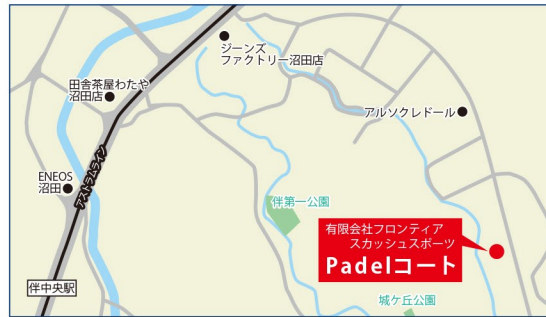 ジーンズ
ファクトリー沼田店
田舎茶屋わたや
沼田店
アルソクレドール
アストラムライン
ENEOS
沼田
伴第一公園
有限会社フロンティア
スカッシュスポーツ
Padelコート
伴中央駅
城ケ丘公園